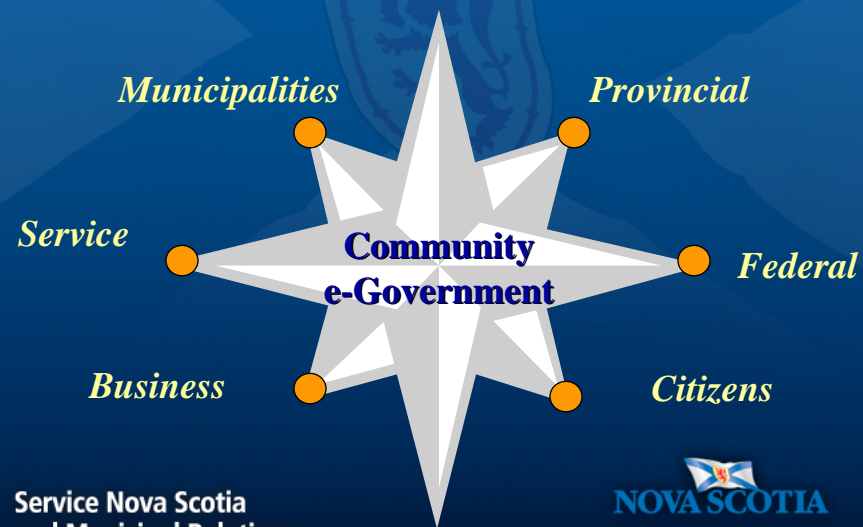 Municipalities
Provincial
Service
Community
e-Government
Federal
Business
Citizens
Service Nova Scotia
NOVA SCOTIA